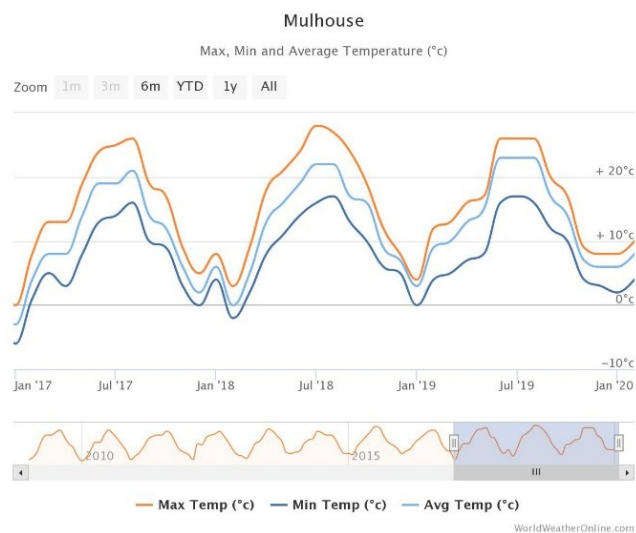 Mulhouse
Max, Min and Average Temperature (°c)
Zoom 1m 3m 6m YTD 1y All
+ 20°c
+ 10°c
0°c
−10°c
Jan '17 Jul '17 Jan '18 Jul '18 Jan '19 Jul '19 Jan '20
2010 2015 2020
Max Temp (°c) Min Temp (°c) Avg Temp (°c)
WorldWeatherOnline.com